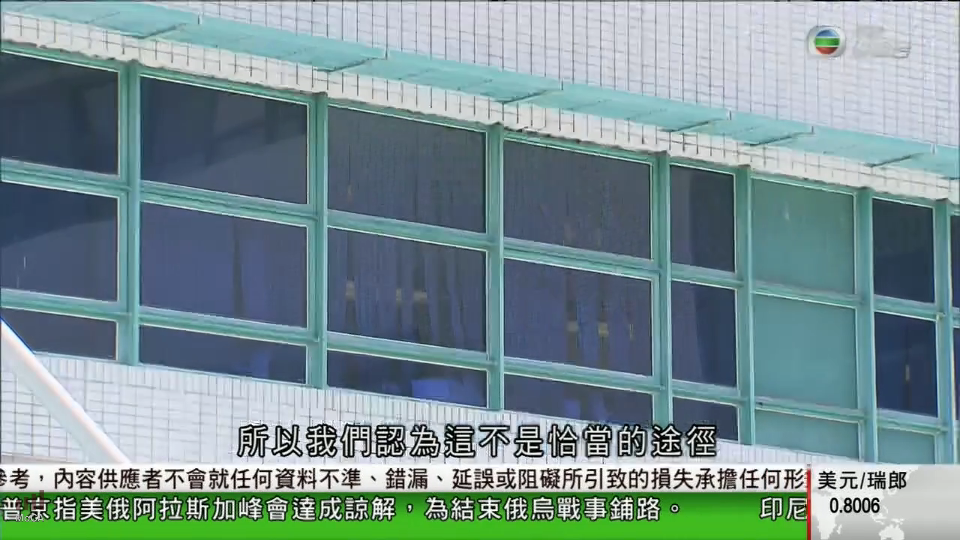 所以我們認為這不是恰當的途徑
參考，內容供應者不會就任何資料不準、錯漏、延誤或阻礙所引致的損失承擔任何形
美元/瑞郎
0.8006
普京指美俄阿拉斯加峰會達成諒解，為結束俄烏戰事鋪路。 印尼